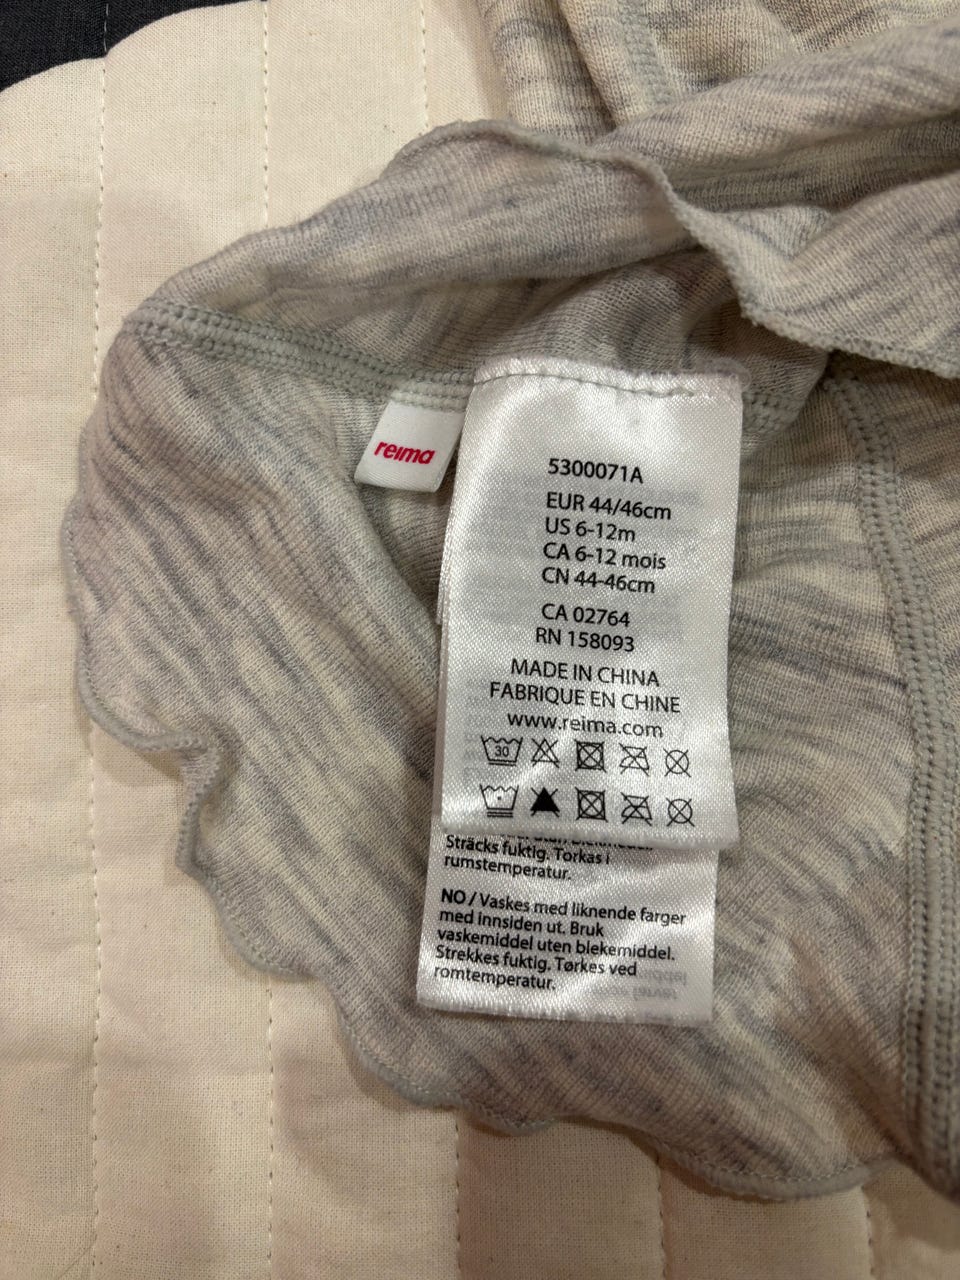 reima
5300071A
EUR 44/46cm
US 6-12m
CA 6-12 mois
CN 44-46cm
CA 02764
RN 158093
MADE IN CHINA
FABRIQUE EN CHINE
www.reima.com
30
Sträcks fuktig. Torkas i
rumstemperatur.
NO / Vaskes med liknende farger
med innsiden ut. Bruk
vaskemiddel uten blekemiddel.
Strekkes fuktig. Tørkes ved
romtemperatur.